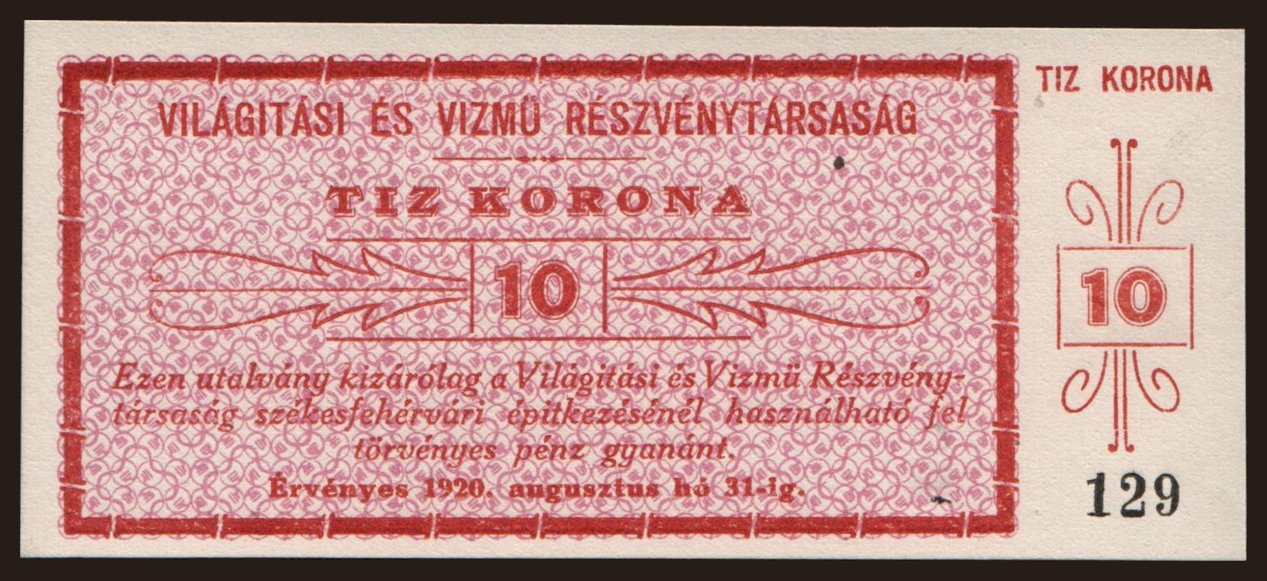 VILÁGITÁSI ÉS VIZMÜ RÉSZVÉNYTÁRSASÁG
TIZ KORONA
10
Ezen utalvány kizárólag a Világitási és Vizmü Részvény-
társaság székesfehérvári épitkezésénél használható fel
törvényes pénz gyanánt.
Érvényes 1920. augusztus hó 31-ig.
TIZ KORONA
10
129